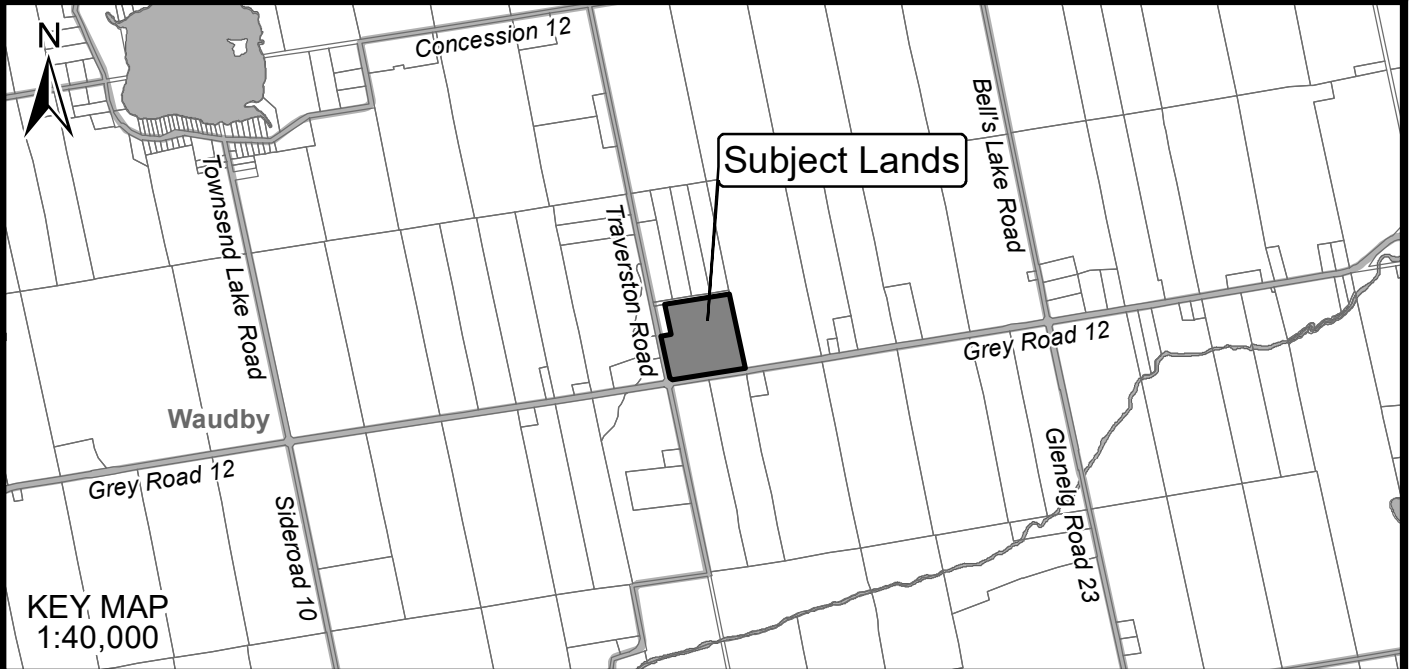 N
Concession 12
Bell's Lake Road
Subject Lands
Townsend Lake Road
Traverston Road
Grey Road 12
Waudby
Grey Road 12
Glenelg Road 23
Sideroad 10
KEY MAP
1:40,000